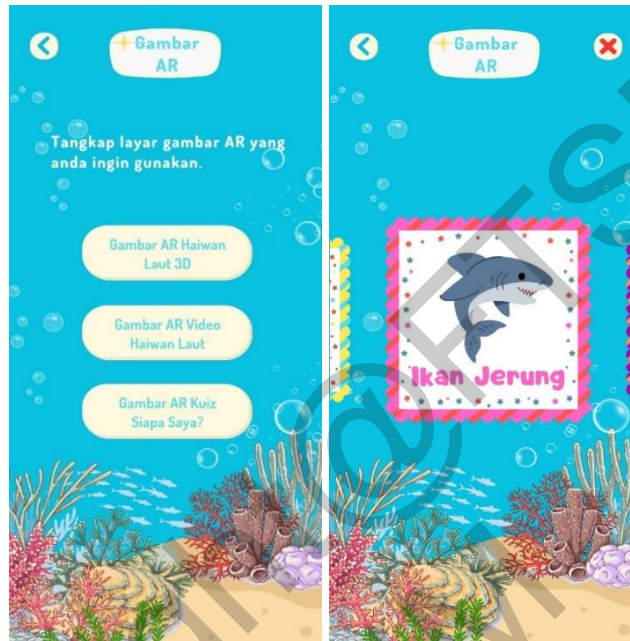 Gambar
AR
Tangkap layar gambar AR yang
anda ingin gunakan.
Gambar AR Haiwan
Laut 3D
Gambar AR Video
Haiwan Laut
Gambar AR Kuiz
Siapa Saya?
Gambar
AR
Ikan Jerung